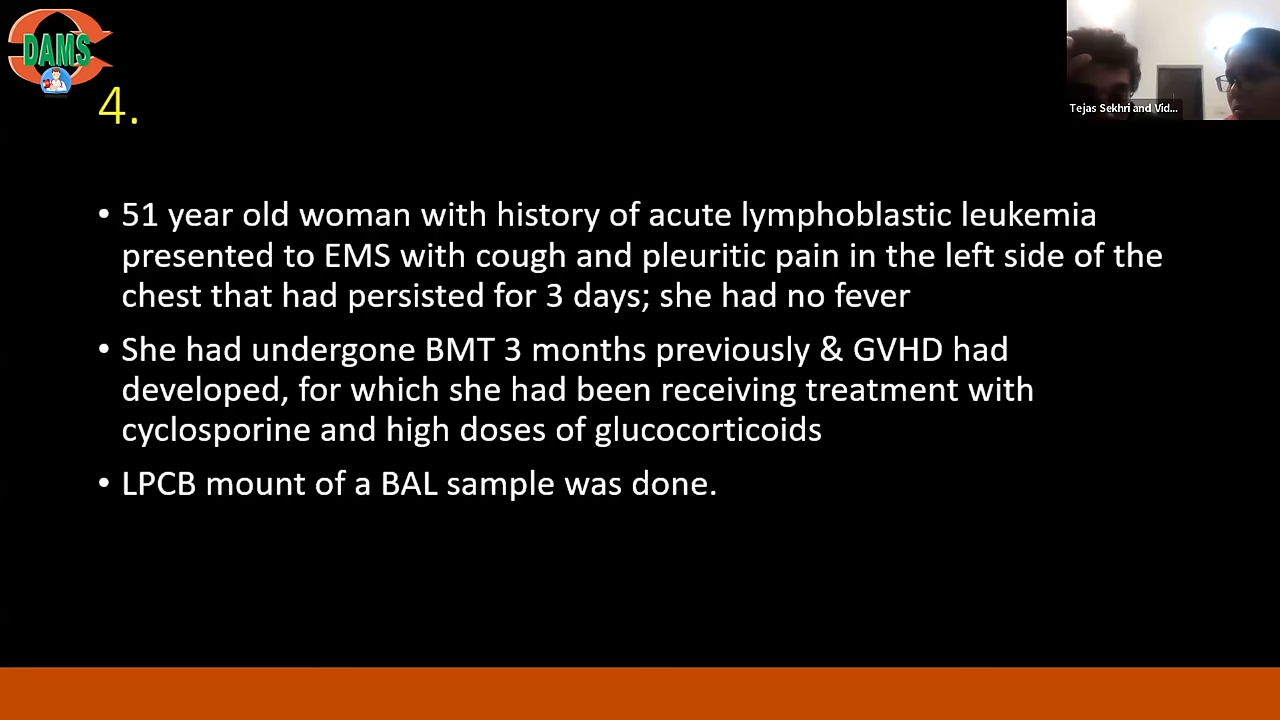 DAMS
4.
Tejas Sekhri and Vid...
• 51 year old woman with history of acute lymphoblastic leukemia
presented to EMS with cough and pleuritic pain in the left side of the
chest that had persisted for 3 days; she had no fever
• She had undergone BMT 3 months previously & GVHD had
developed, for which she had been receiving treatment with
cyclosporine and high doses of glucocorticoids
• LPCB mount of a BAL sample was done.